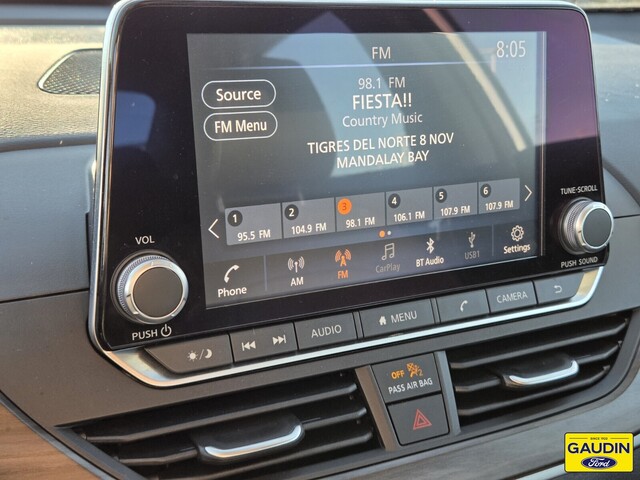 FM
8:05
98.1 FM
FIESTA!!
Country Music
TIGRES DEL NORTE 8 NOV
MANDALAY BAY
Source
FM Menu
1
95.5 FM
2
104.9 FM
3
98.1 FM
4
106.1 FM
5
107.9 FM
6
107.9 FM
Phone
AM
FM
CarPlay
BT Audio
USB1
Settings
VOL
PUSH
TUNE-SCROLL
PUSH SOUND
AUDIO
MENU
CAMERA
OFF
2
PASS AIR BAG
SINCE 1922
GAUDIN
Ford